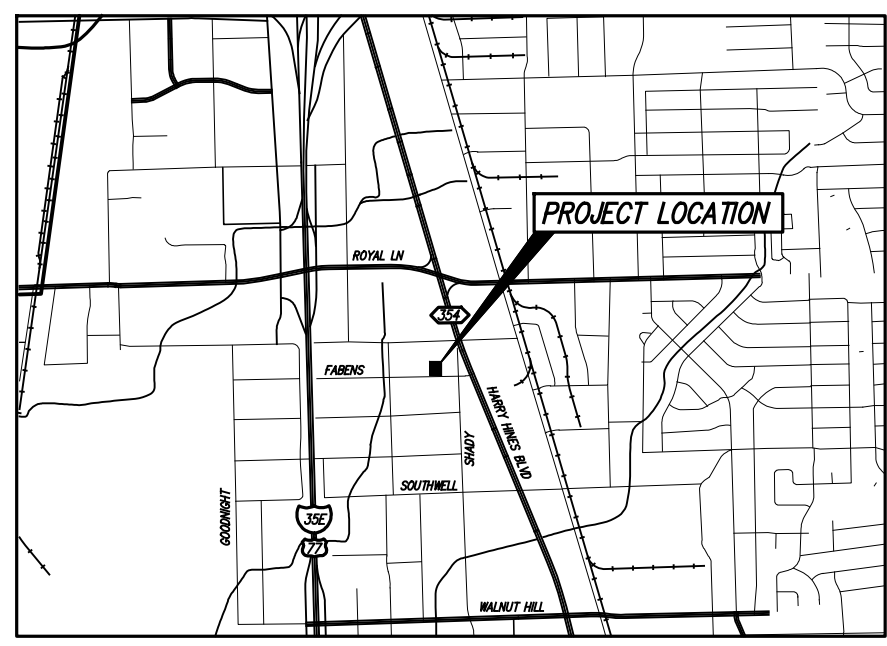 PROJECT LOCATION
ROYAL LN
354
FABENS
HARRY HINES BLVD
SHADY
SOUTHWELL
GOODNIGHT
35E
77
WALNUT HILL